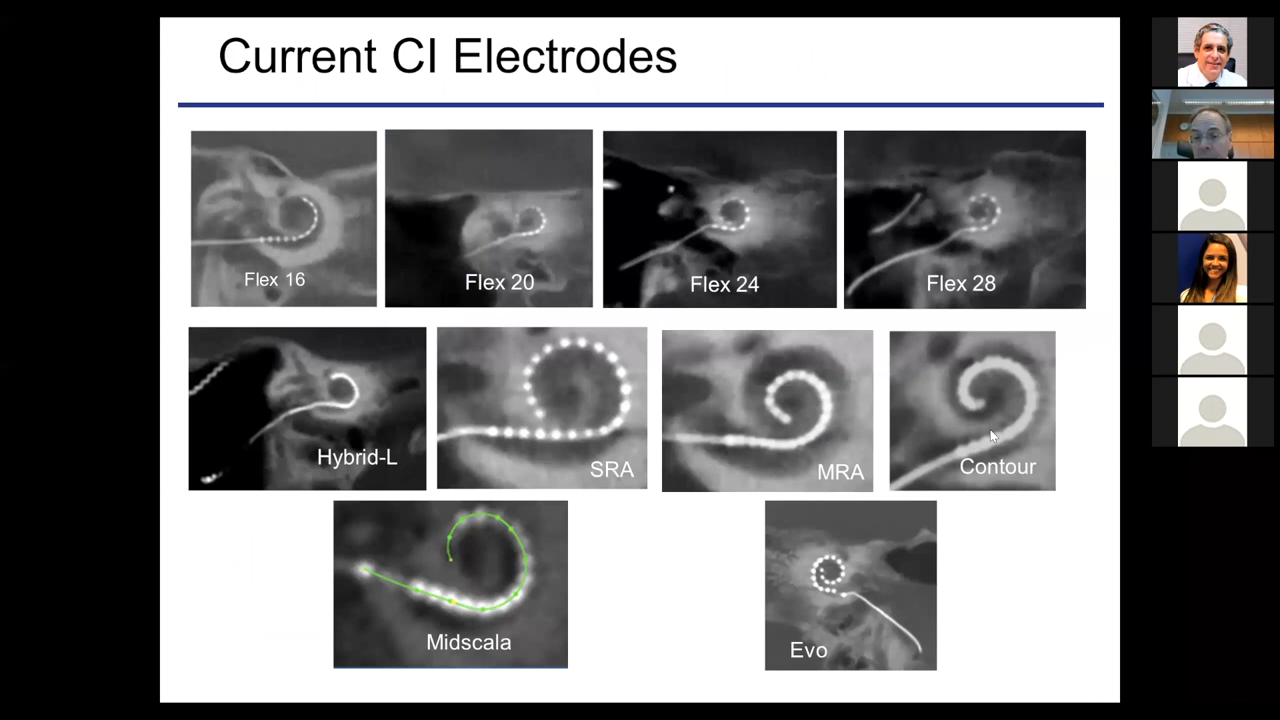 Current CI Electrodes
Flex 16
Flex 20
Flex 24
Flex 28
Hybrid-L
SRA
MRA
Contour
Midscala
Evo